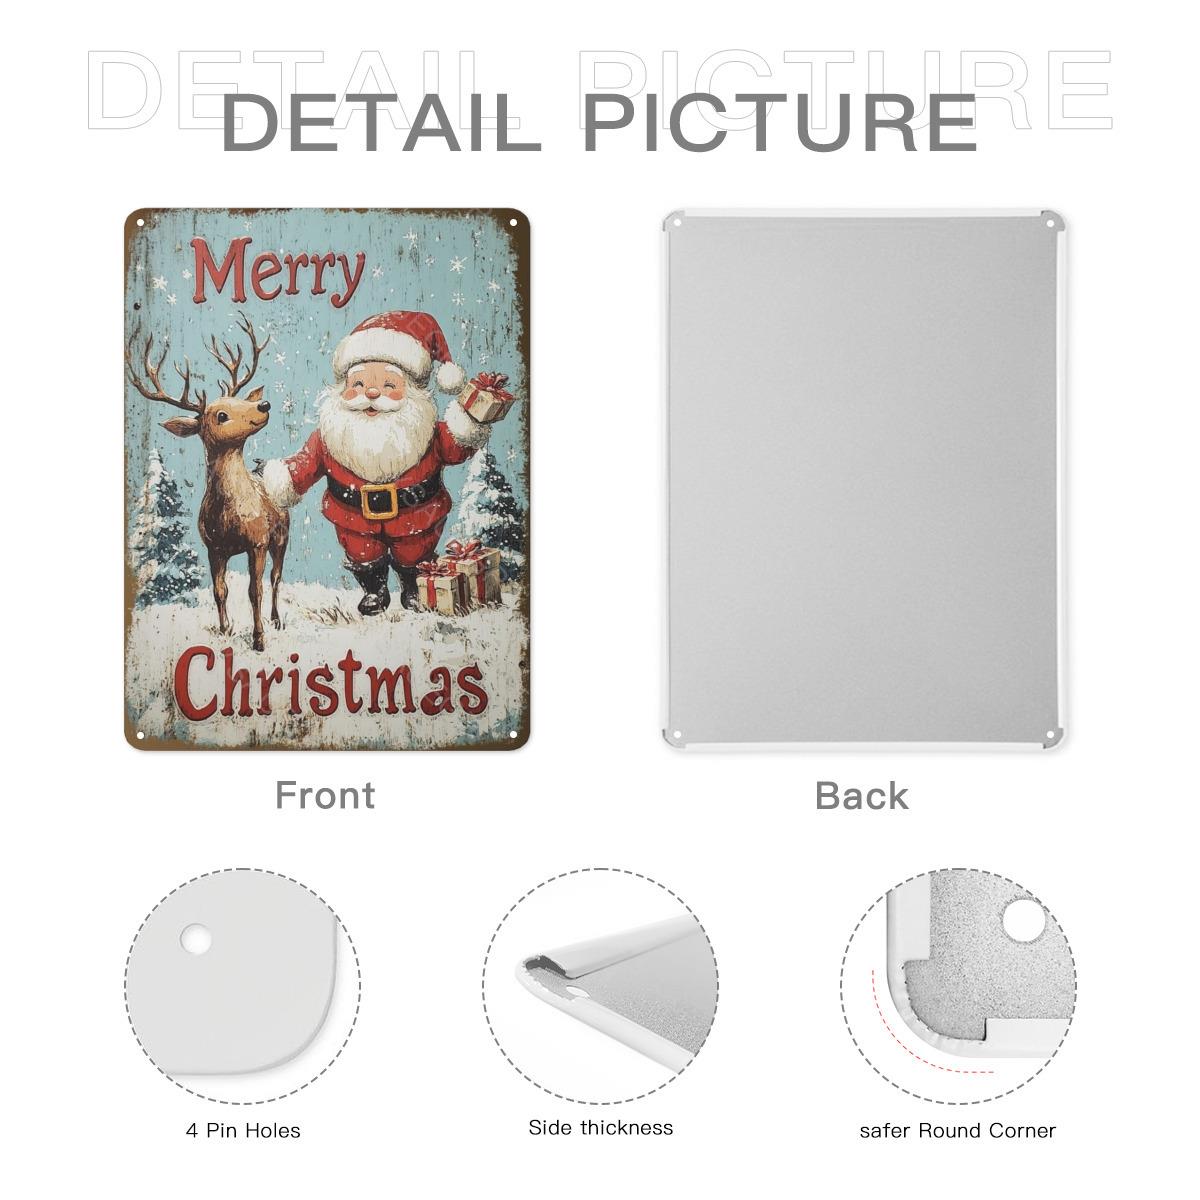 DETAIL PICTURE
DETAIL PICTURE
Merry
Christmas
Front
Back
4 Pin Holes
Side thickness
safer Round Corner